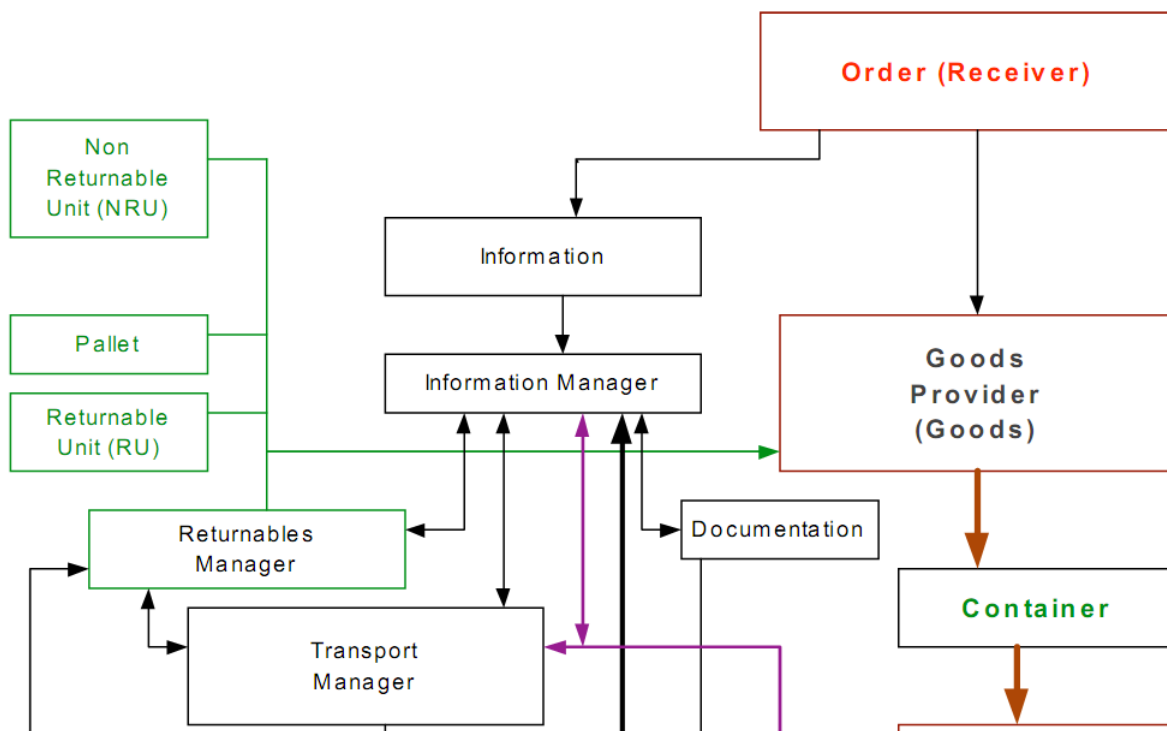 Order (Receiver)
Non
Returnable
Unit (NRU)
Information
Pallet
Information Manager
Goods
Provider
(Goods)
Returnable
Unit (RU)
Returnables
Manager
Documentation
Container
Transport
Manager